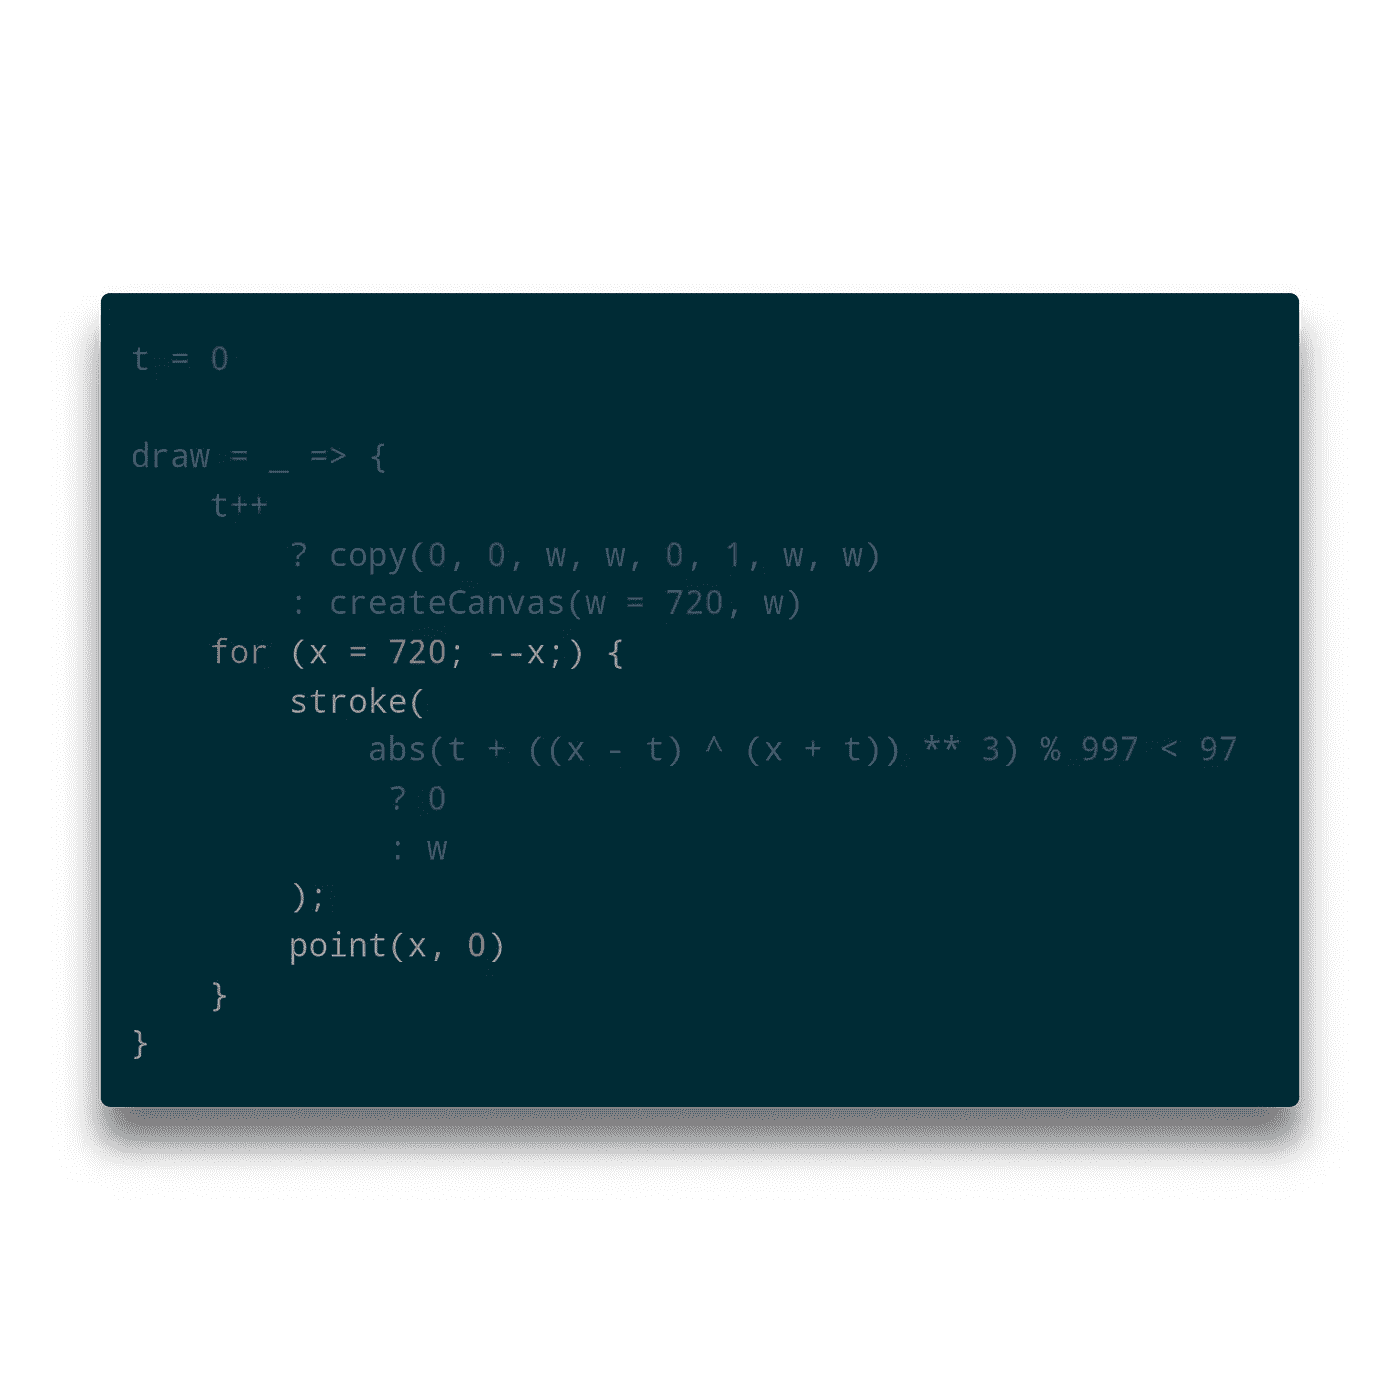 t = 0
draw = _ => {
t++
? copy(0, 0, w, w, 0, 1, w, w)
: createCanvas(w = 720, w)
for (x = 720; --x;) {
stroke(
abs(t + ((x - t) ^ (x + t)) ** 3) % 997 < 97
? 0
: w
);
point(x, 0)
}
}